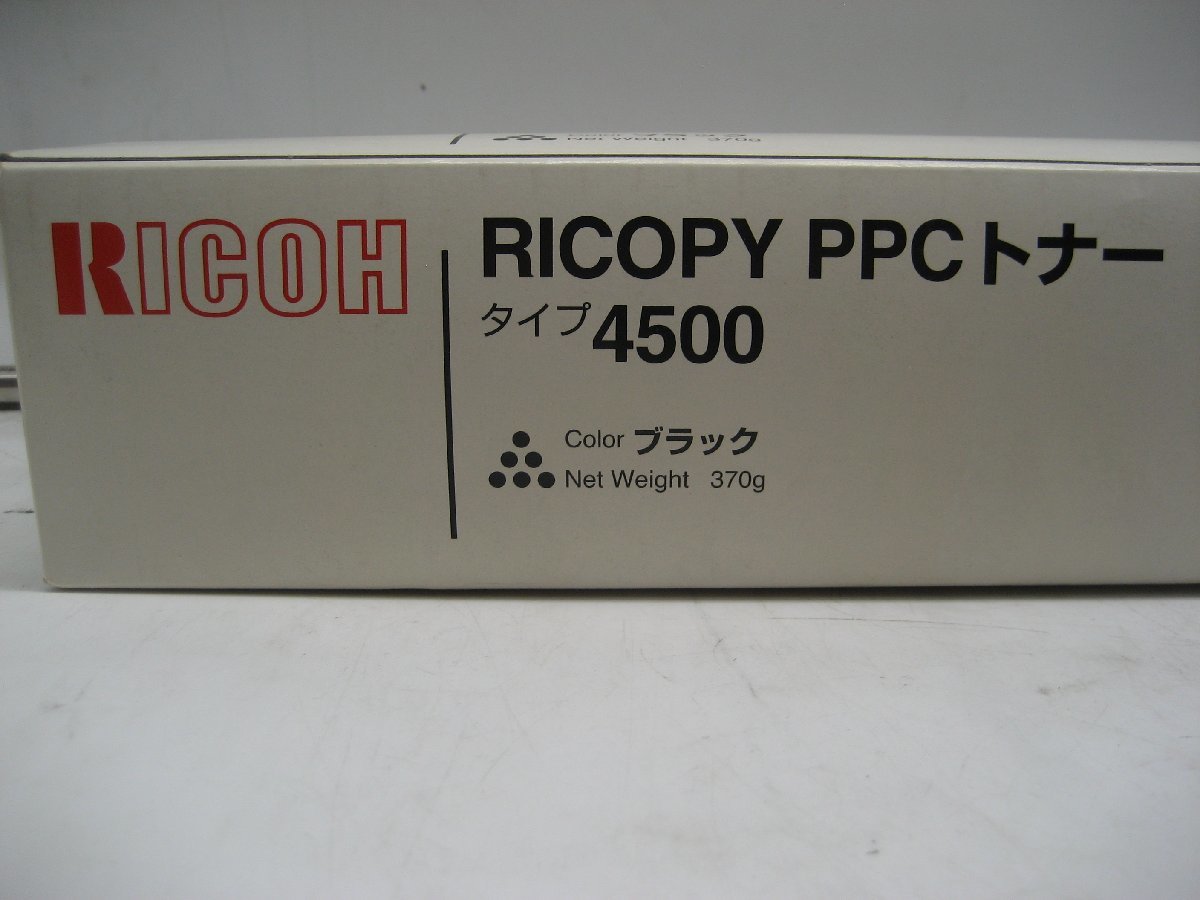 Net Weight 370g
RICOH
RICOPY PPCトナー
タイプ4500
Color ブラック
Net Weight 370g